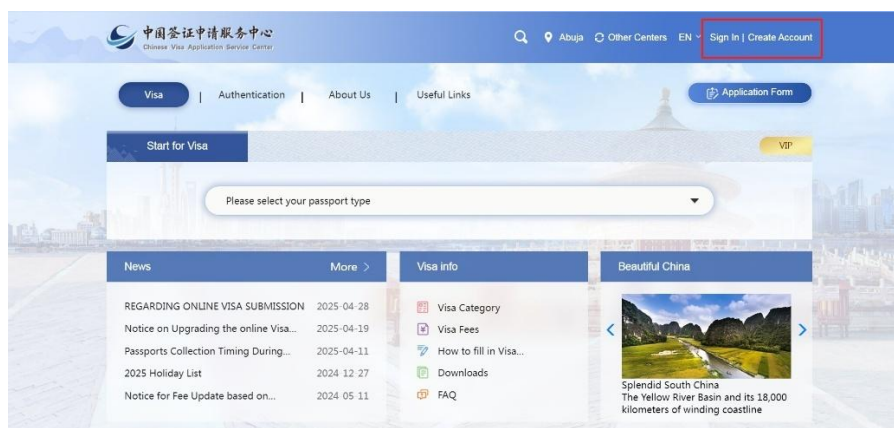 中国签证申请服务中心
Chinese Visa Application Service Center
Abuja Other Centers EN Sign In | Create Account
Visa | Authentication | About Us | Useful Links
Application Form
Start for Visa
VIP
Please select your passport type
News More >
REGARDING ONLINE VISA SUBMISSION 2025-04-28
Notice on Upgrading the online Visa... 2025-04-19
Passports Collection Timing During... 2025-04-11
2025 Holiday List 2024 12 27
Notice for Fee Update based on... 2024 05 11
Visa info
Visa Category
Visa Fees
How to fill in Visa...
Downloads
FAQ
Beautiful China
Splendid South China
The Yellow River Basin and its 18,000
kilometers of winding coastline